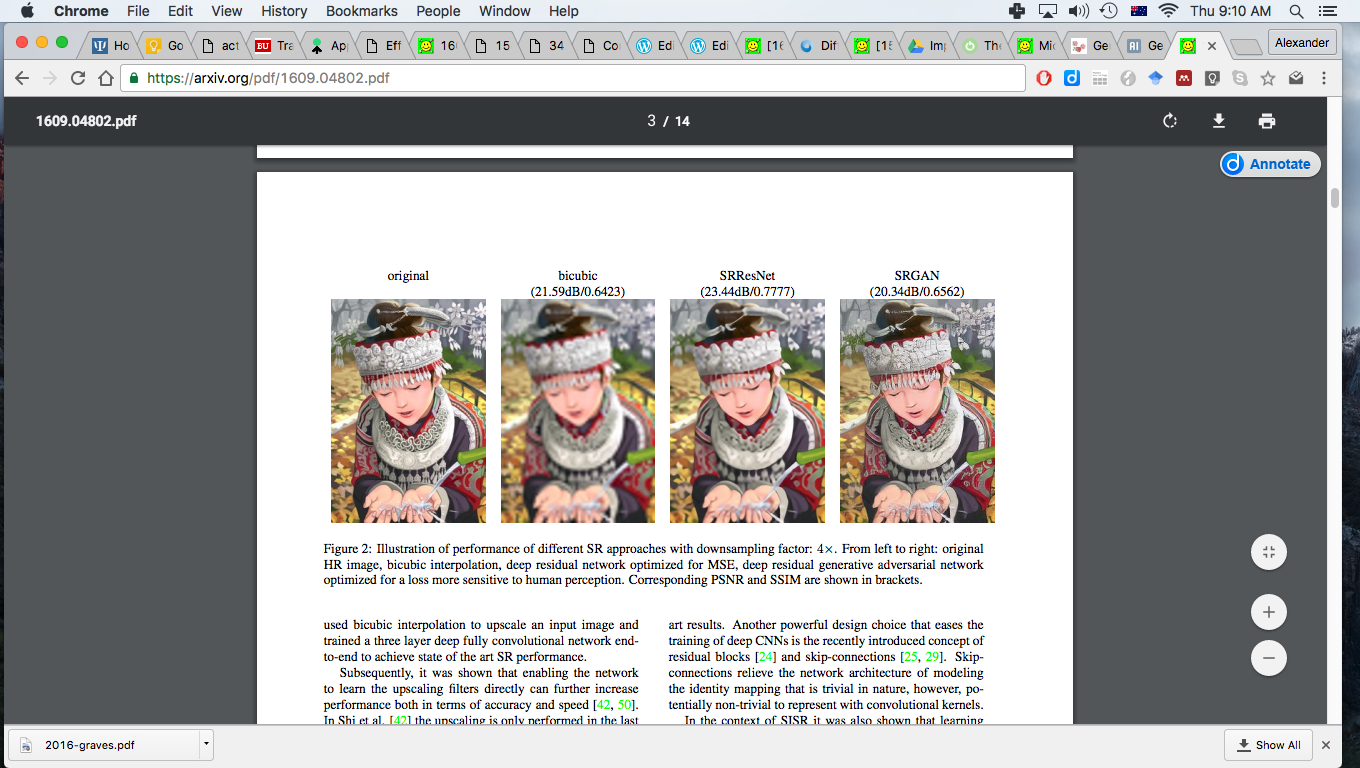 Chrome File Edit View History Bookmarks People Window Help Thu 9:10 AM
Ho Go act BU Tra Ap Eff 16 15 34 Co Edi Edi [16 Dif [15 Im Th Mi Ge AI Ge Alexander
https://arxiv.org/pdf/1609.04802.pdf
1609.04802.pdf 3 / 14
Annotate
original bicubic SRResNet SRGAN
(21.59dB/0.6423) (23.44dB/0.7777) (20.34dB/0.6562)
Figure 2: Illustration of performance of different SR approaches with downsampling factor: 4×. From left to right: original
HR image, bicubic interpolation, deep residual network optimized for MSE, deep residual generative adversarial network
optimized for a loss more sensitive to human perception. Corresponding PSNR and SSIM are shown in brackets.
used bicubic interpolation to upscale an input image and
trained a three layer deep fully convolutional network end-
to-end to achieve state of the art SR performance.
Subsequently, it was shown that enabling the network
to learn the upscaling filters directly can further increase
performance both in terms of accuracy and speed [42, 50].
In Shi et al. [42] the upscaling is only performed in the last
art results. Another powerful design choice that eases the
training of deep CNNs is the recently introduced concept of
residual blocks [24] and skip-connections [25, 29]. Skip-
connections relieve the network architecture of modeling
the identity mapping that is trivial in nature, however, po-
tentially non-trivial to represent with convolutional kernels.
In the context of SISR it was also shown that learning
2016-graves.pdf Show All